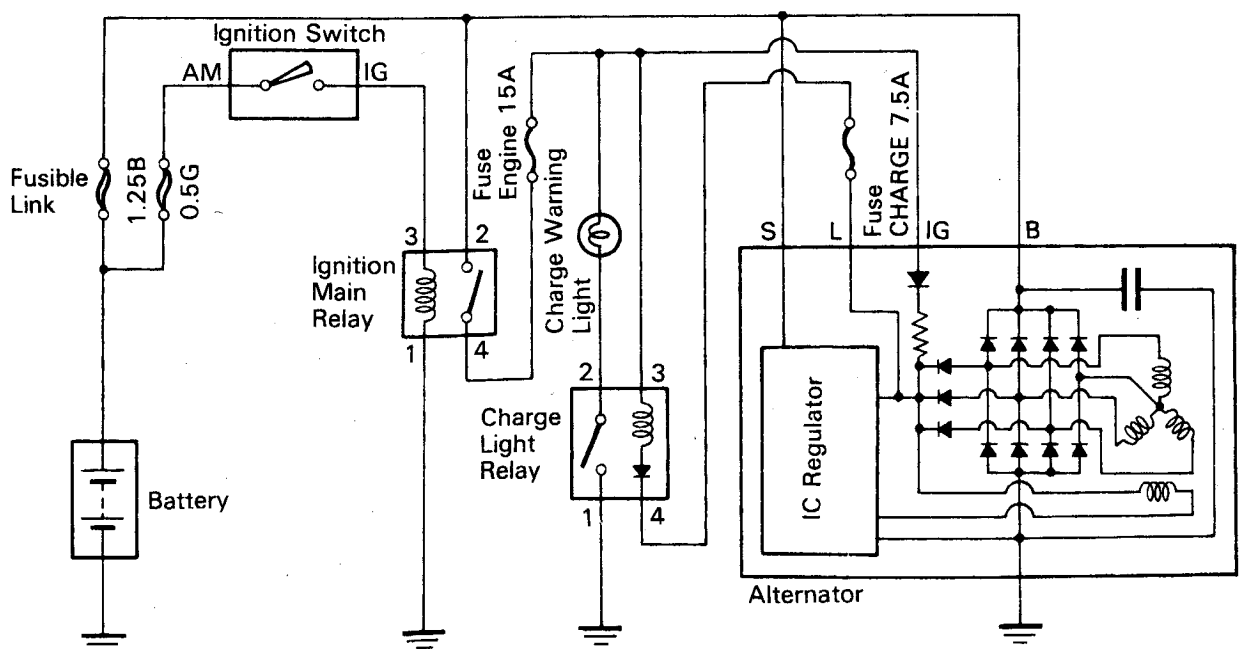 Ignition Switch
AM
IG
Fusible
Link
1.25B
0.5G
Fuse
Engine 15A
Charge Warning
Light
Fuse
CHARGE 7.5A
S
L
IG
B
3
2
Ignition
Main
Relay
1
4
2
3
Charge
Light
Relay
1
4
IC Regulator
Battery
Alternator